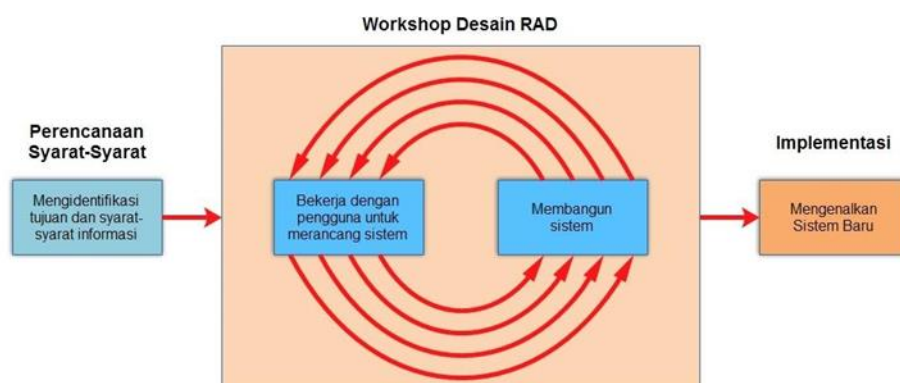 Workshop Desain RAD
Perencanaan
Syarat-Syarat
Mengidentifikasi
tujuan dan syarat-
syarat informasi
Bekerja dengan
pengguna untuk
merancang sistem
Membangun
sistem
Implementasi
Mengenalkan
Sistem Baru